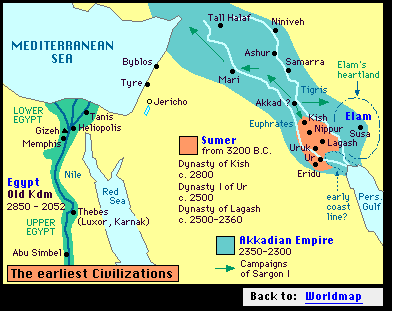 Tall Halaf
Niniveh
MEDITERRANEAN
SEA
Ashur
Byblos
Samarra
Elam's
heartland
Mari
Tyre
Tigris
Jericho
Akkad ?
LOWER
EGYPT
Tanis
Euphrates
Kish
Elam
Gizeh
Heliopolis
Nippur
Susa
Memphis
Sumer
from 3200 B.C.
Lagash
Uruk
Ur
Dynasty of Kish
c. 2800
Eridu
Egypt
Old Kdm
2850 - 2052
Nile
Red
Sea
Dynasty I of Ur
c. 2500
early
coast
line?
Pers.
Gulf
Dynasty of Lagash
c. 2500-2360
Thebes
(Luxor, Karnak)
UPPER
EGYPT
Akkadian Empire
2350-2300
Abu Simbel
Campaigns
of Sargon I
The earliest Civilizations
Back to: Worldmap